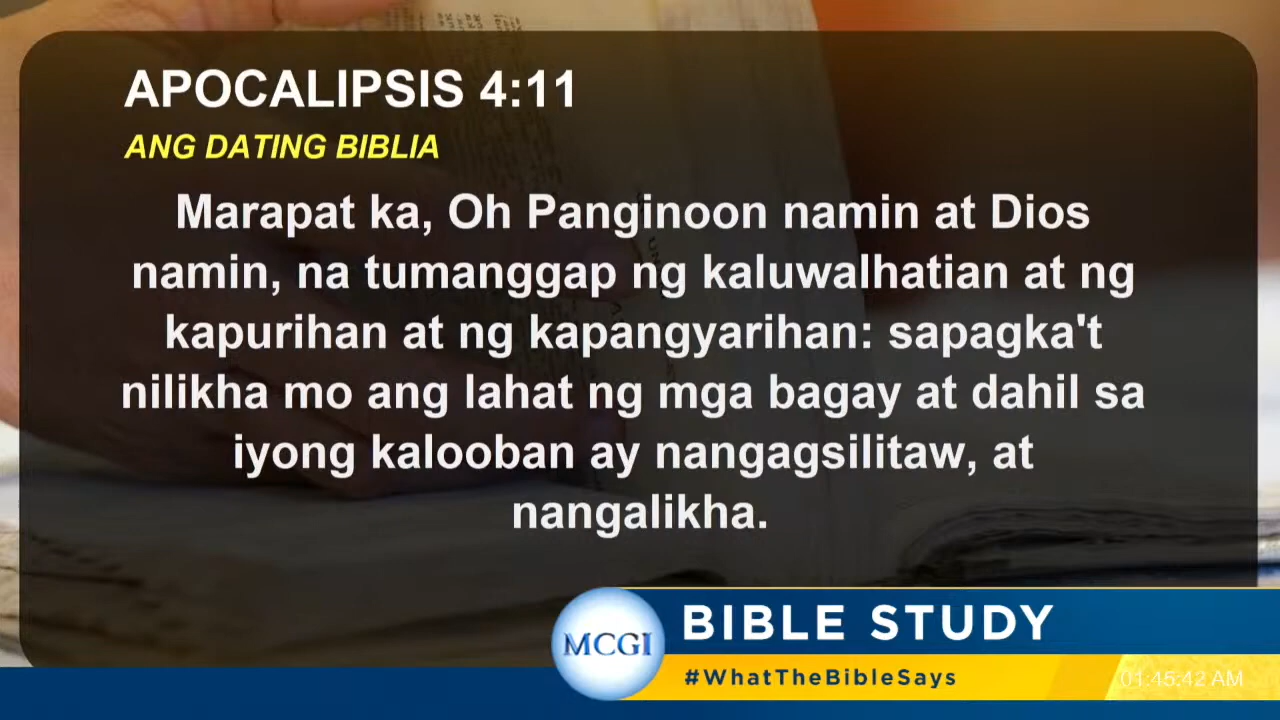 APOCALIPSIS 4:11
ANG DATING BIBLIA
Marapat ka, Oh Panginoon namin at Dios
namin, na tumanggap ng kaluwalhatian at ng
kapurihan at ng kapangyarihan: sapagka't
nilikha mo ang lahat ng mga bagay at dahil sa
iyong kalooban ay nangagsilitaw, at
nangalikha.
MCGI
BIBLE STUDY
#WhatTheBibleSays
01:45:42 AM